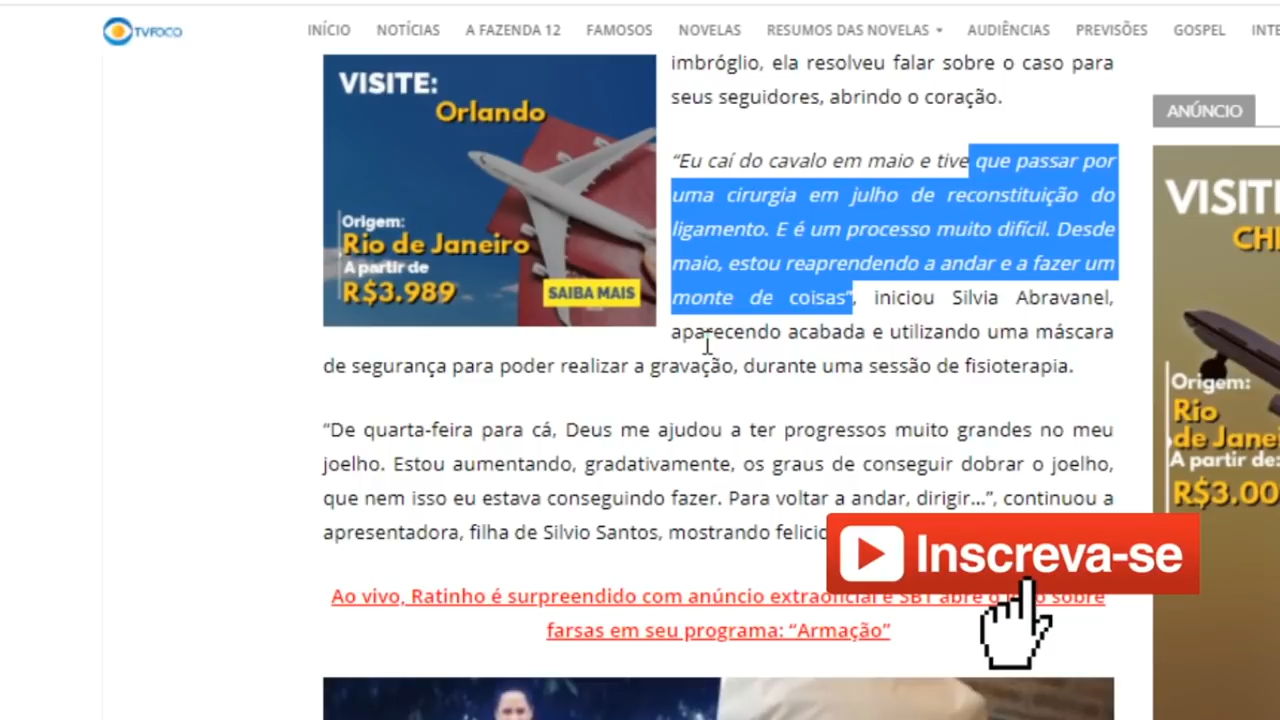 TVFOCO
INÍCIO NOTÍCIAS A FAZENDA 12 FAMOSOS NOVELAS RESUMOS DAS NOVELAS AUDIÊNCIAS PREVISÕES GOSPEL
VISITE:
Orlando
Origem:
Rio de Janeiro
A partir de
R$3.989
SAIBA MAIS
imbróglio, ela resolveu falar sobre o caso para
seus seguidores, abrindo o coração.
“Eu caí do cavalo em maio e tive que passar por
uma cirurgia em julho de reconstituição do
ligamento. E é um processo muito difícil. Desde
maio, estou reaprendendo a andar e a fazer um
monte de coisas”, iniciou Silvia Abravanel,
aparecendo acabada e utilizando uma máscara
de segurança para poder realizar a gravação, durante uma sessão de fisioterapia.
“De quarta-feira para cá, Deus me ajudou a ter progressos muito grandes no meu
joelho. Estou aumentando, gradativamente, os graus de conseguir dobrar o joelho,
que nem isso eu estava conseguindo fazer. Para voltar a andar, dirigir...”, continuou a
apresentadora, filha de Silvio Santos, mostrando
Inscreva-se
Ao vivo, Ratinho é surpreendido com anúncio extraoficial e SBT abre o sobre
farsas em seu programa: “Armação”
ANÚNCIO
Origem:
Rio
A partir de: